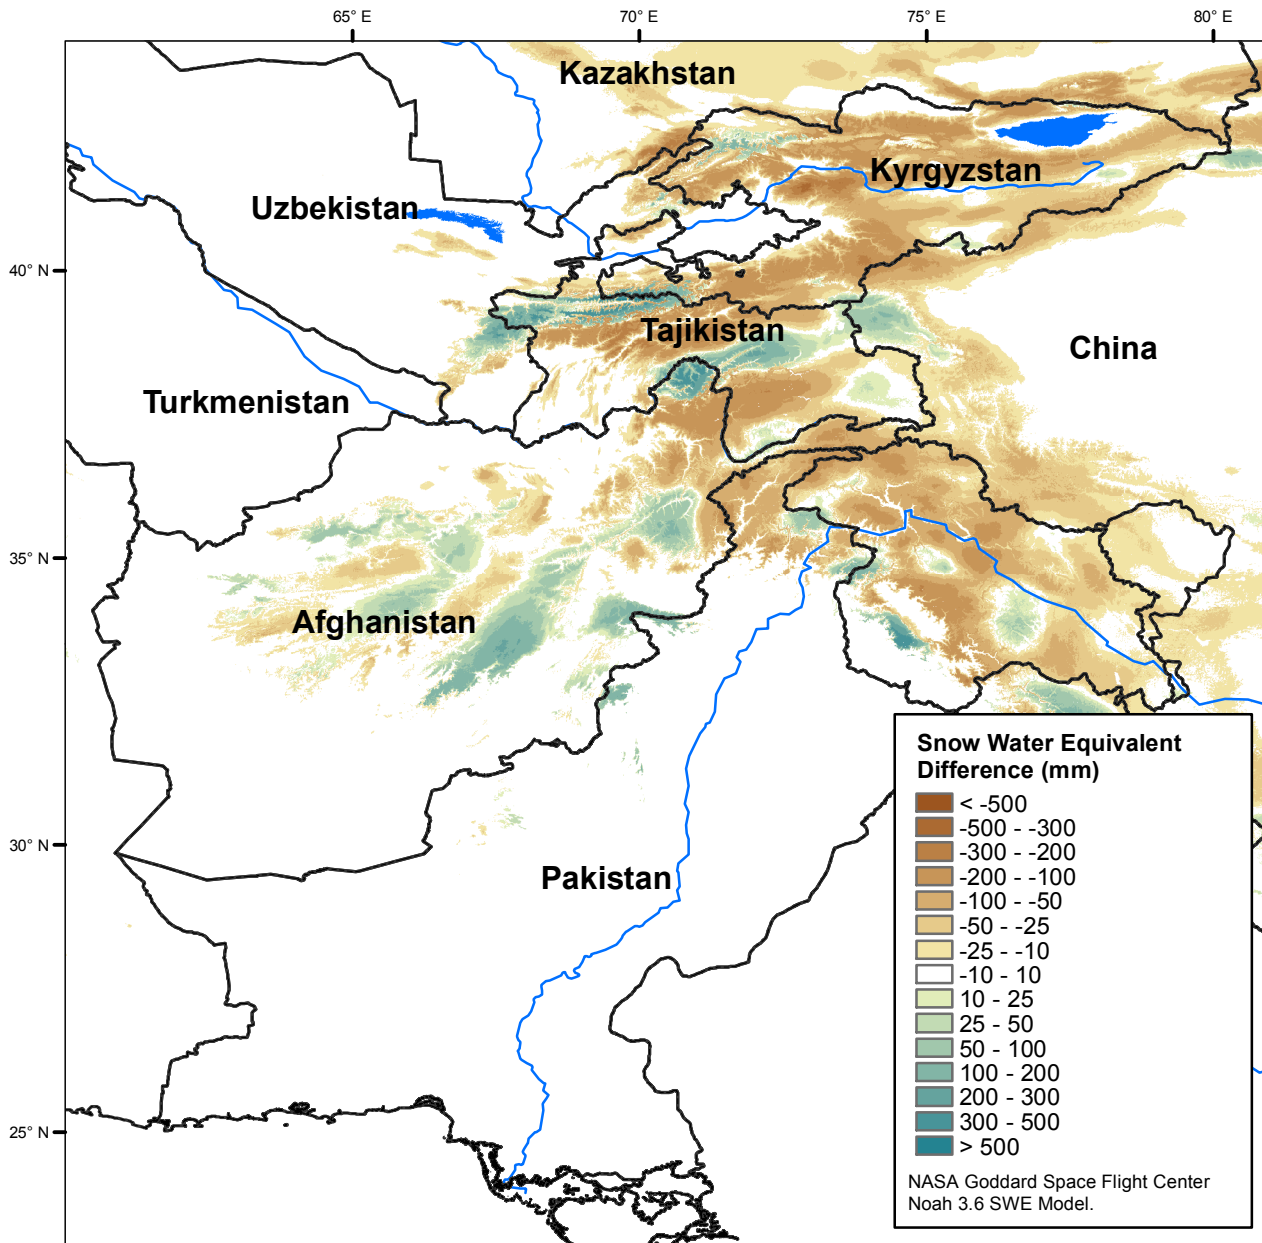 65° E
70° E
75° E
80° E
Kazakhstan
Kyrgyzstan
Uzbekistan
40° N
Tajikistan
China
Turkmenistan
35° N
Afghanistan
Snow Water Equivalent
Difference (mm)
< -500
-500 - -300
-300 - -200
-200 - -100
-100 - -50
-50 - -25
-25 - -10
-10 - 10
10 - 25
25 - 50
50 - 100
100 - 200
200 - 300
300 - 500
> 500
30° N
Pakistan
25° N
NASA Goddard Space Flight Center
Noah 3.6 SWE Model.